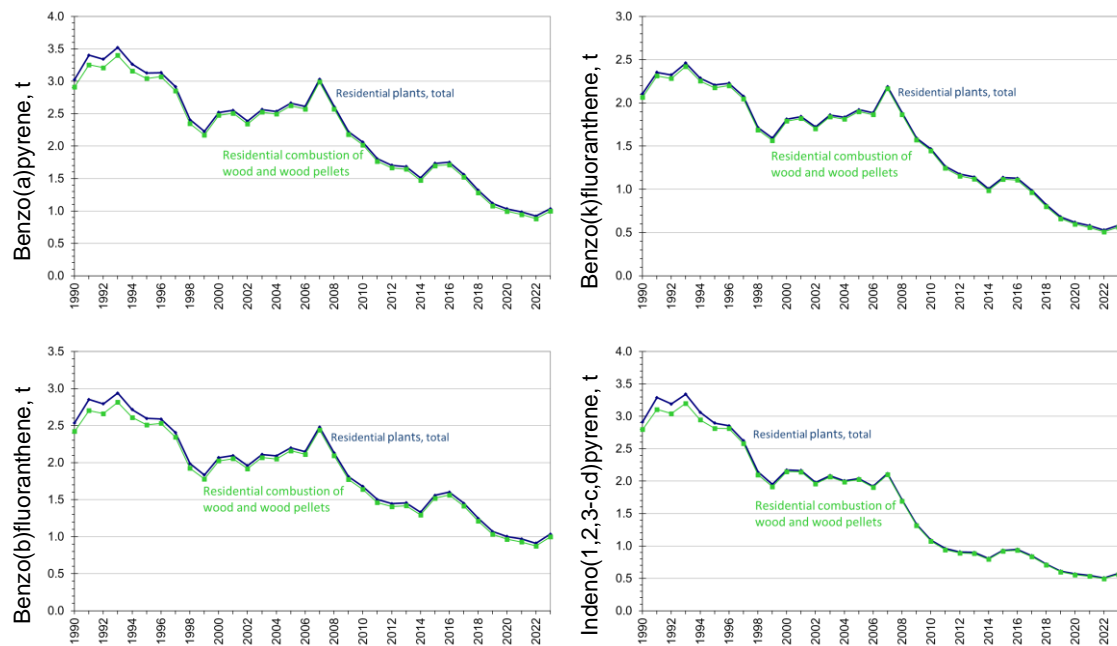 Benzo(a)pyrene, t
4.0
3.5
3.0
2.5
2.0
1.5
1.0
0.5
0.0
Residential plants, total
Residential combustion of
wood and wood pellets
1990 1992 1994 1996 1998 2000 2002 2004 2006 2008 2010 2012 2014 2016 2018 2020 2022
Benzo(k)fluoranthene, t
3.0
2.5
2.0
1.5
1.0
0.5
0.0
Residential plants, total
Residential combustion of
wood and wood pellets
1990 1992 1994 1996 1998 2000 2002 2004 2006 2008 2010 2012 2014 2016 2018 2020 2022
Benzo(b)fluoranthene, t
3.5
3.0
2.5
2.0
1.5
1.0
0.5
0.0
Residential plants, total
Residential combustion of
wood and wood pellets
1990 1992 1994 1996 1998 2000 2002 2004 2006 2008 2010 2012 2014 2016 2018 2020 2022
Indeno(1,2,3-c,d)pyrene, t
4.0
3.5
3.0
2.5
2.0
1.5
1.0
0.5
0.0
Residential plants, total
Residential combustion of
wood and wood pellets
1990 1992 1994 1996 1998 2000 2002 2004 2006 2008 2010 2012 2014 2016 2018 2020 2022